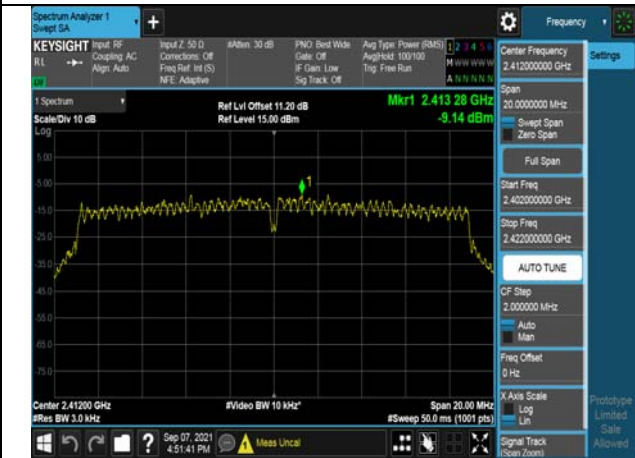 Spectrum Analyzer 1
Swept SA
+
Frequency
KEYSIGHT
RL
Input: RF
Coupling: AC
Align: Auto
Input Z: 50 Ω
Corrections: Off
Freq Ref: Int (S)
NFE: Adaptive
#Atten: 30 dB
PNO: Best Wide
Gate: Off
IF Gain: Low
Sig Track: Off
Avg Type: Power (RMS)
Avg|Hold: 100/100
Trig: Free Run
1 2 3 4 5 6
M W W W W W
A N N N N N
1 Spectrum
Scale/Div 10 dB
Log
Ref Lvl Offset 11.20 dB
Ref Level 15.00 dBm
Mkr1 2.413 28 GHz
-9.14 dBm
1
5.00
-5.00
-15.0
-25.0
-35.0
-45.0
-55.0
-65.0
-75.0
Center 2.41200 GHz
#Res BW 3.0 kHz
#Video BW 10 kHz*
Span 20.00 MHz
#Sweep 50.0 ms (1001 pts)
Sep 07, 2021
4:51:41 PM
Meas Uncal
Center Frequency
2.412000000 GHz
Settings
Span
20.0000000 MHz
Swept Span
Zero Span
Full Span
Start Freq
2.402000000 GHz
Stop Freq
2.422000000 GHz
AUTO TUNE
CF Step
2.000000 MHz
Auto
Man
Freq Offset
0 Hz
X Axis Scale
Log
Lin
Signal Track
(Span Zoom)
Prototype
Limited
Sale
Allowed